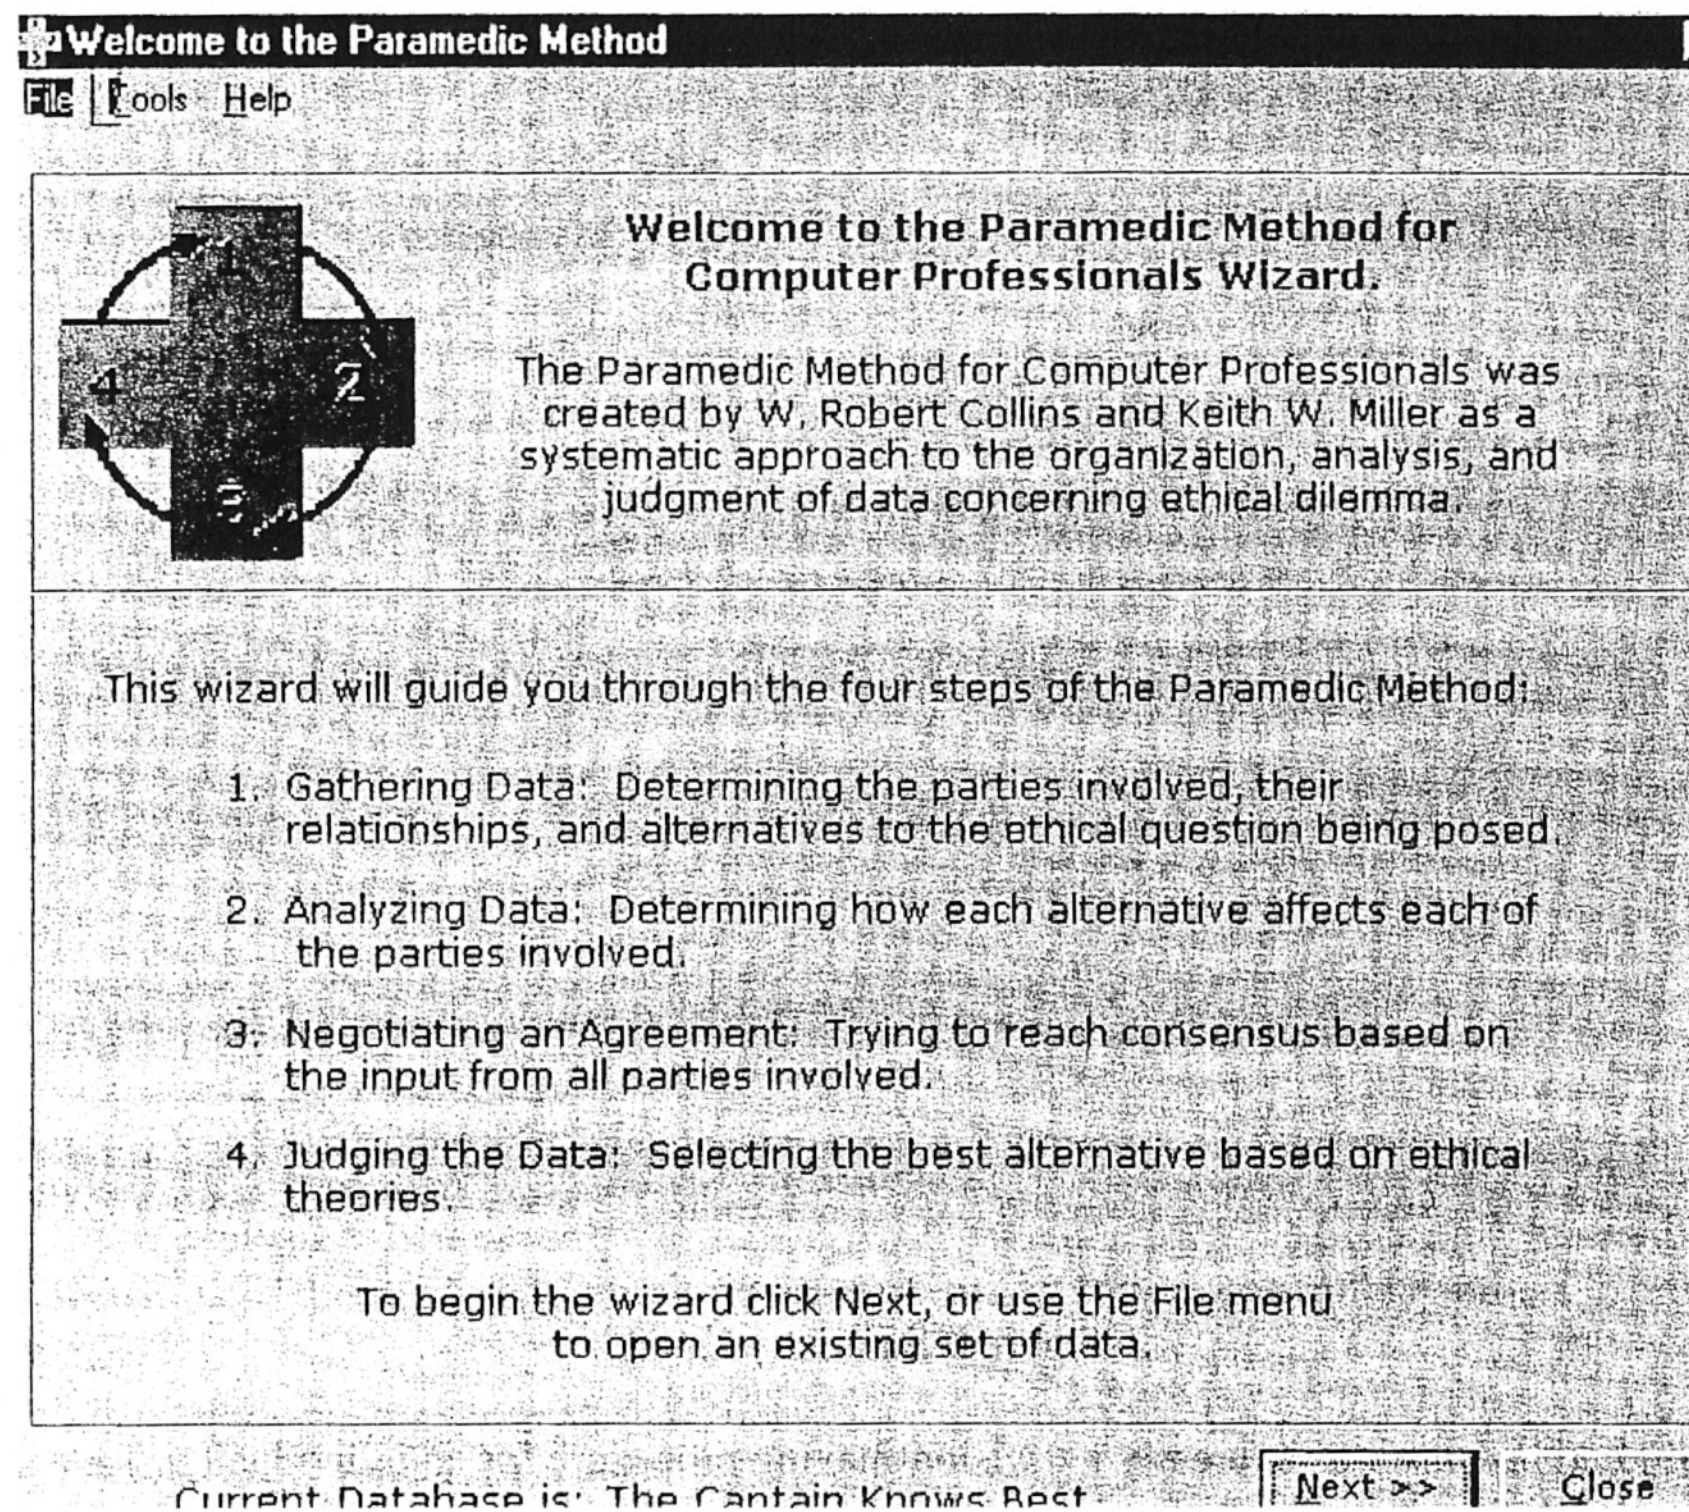 Welcome to the Paramedic Method
File Tools Help
1
2
3
4
Welcome to the Paramedic Method for
Computer Professionals Wizard.
The Paramedic Method for Computer Professionals was
created by W. Robert Collins and Keith W. Miller as a
systematic approach to the organization, analysis, and
judgment of data concerning ethical dilemma.
This wizard will guide you through the four steps of the Paramedic Method:
1. Gathering Data: Determining the parties involved, their
relationships, and alternatives to the ethical question being posed.
2. Analyzing Data: Determining how each alternative affects each of
the parties involved.
3. Negotiating an Agreement: Trying to reach consensus based on
the input from all parties involved.
4. Judging the Data: Selecting the best alternative based on ethical
theories.
To begin the wizard click Next, or use the File menu
to open an existing set of data.
Current Database is: The Captain Knows Best
Next >> Close